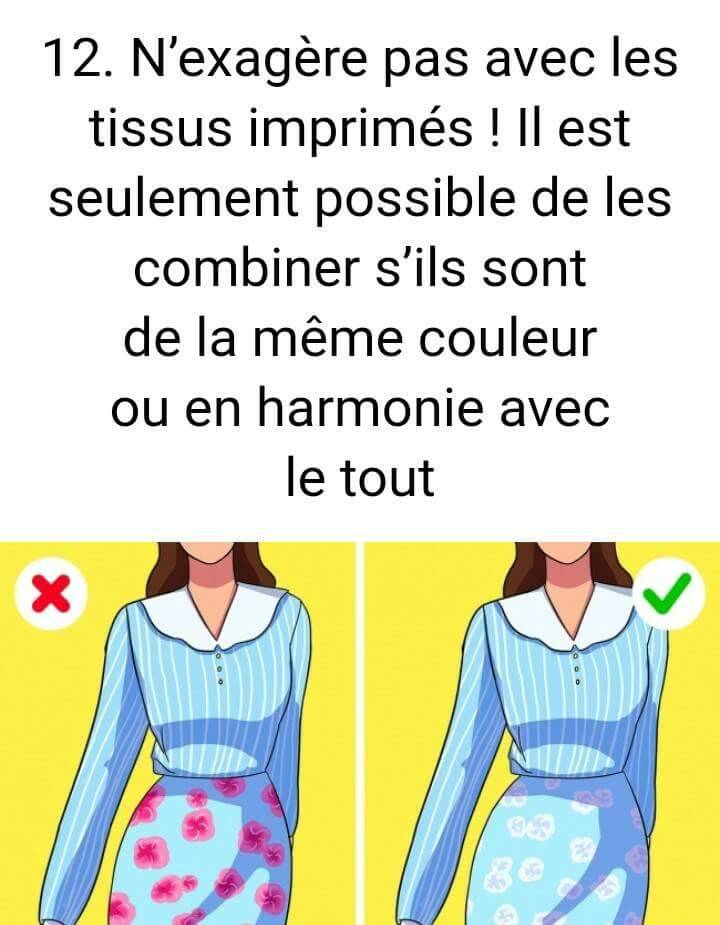 12. N’exagère pas avec les
tissus imprimés ! Il est
seulement possible de les
combiner s’ils sont
de la même couleur
ou en harmonie avec
le tout